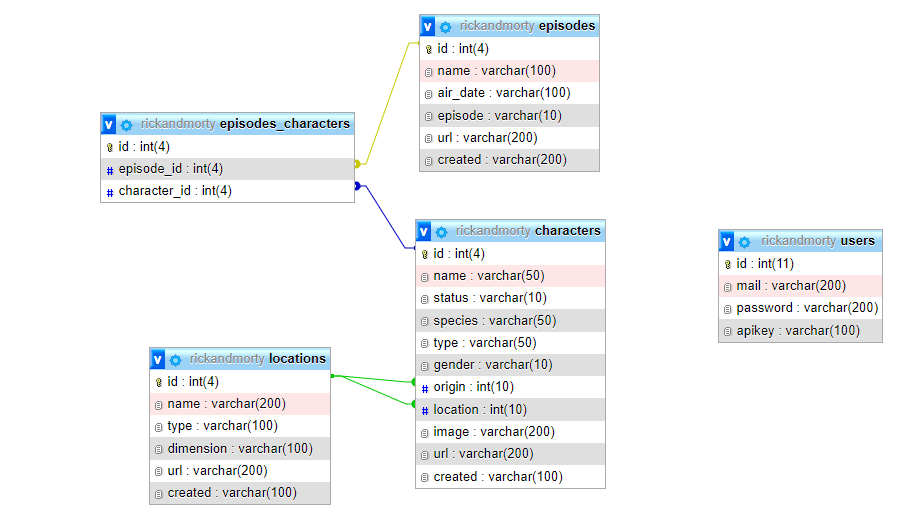 rickandmorty episodes
id : int(4)
name : varchar(100)
air_date : varchar(100)
episode : varchar(10)
url : varchar(200)
created : varchar(200)
rickandmorty episodes_characters
id : int(4)
# episode_id : int(4)
# character_id : int(4)
rickandmorty characters
id : int(4)
name : varchar(50)
status : varchar(10)
species : varchar(50)
type : varchar(50)
gender : varchar(10)
# origin : int(10)
# location : int(10)
image : varchar(200)
url : varchar(200)
created : varchar(100)
rickandmorty users
id : int(11)
mail : varchar(200)
password : varchar(200)
apikey : varchar(100)
rickandmorty locations
id : int(4)
name : varchar(200)
type : varchar(100)
dimension : varchar(100)
url : varchar(200)
created : varchar(100)